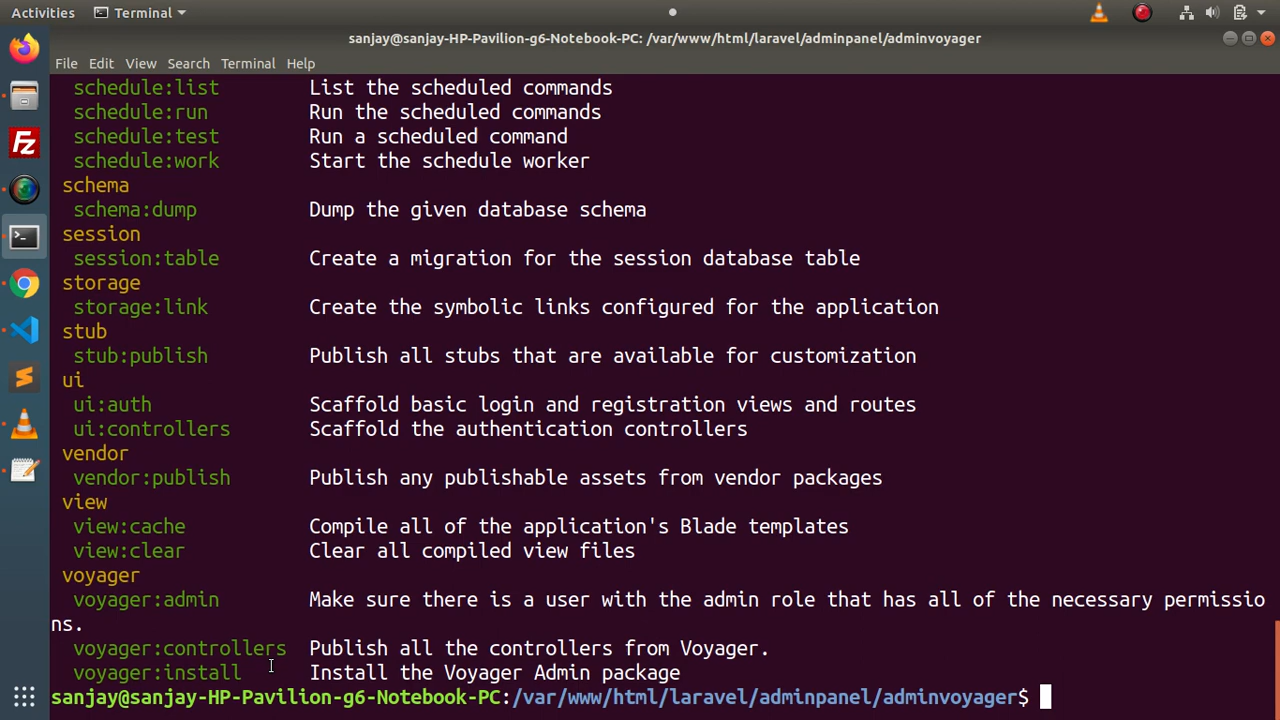 Activities Terminal
sanjay@sanjay-HP-Pavilion-g6-Notebook-PC: /var/www/html/laravel/adminpanel/adminvoyager
File Edit View Search Terminal Help
schedule:list List the scheduled commands
schedule:run Run the scheduled commands
schedule:test Run a scheduled command
schedule:work Start the schedule worker
schema
schema:dump Dump the given database schema
session
session:table Create a migration for the session database table
storage
storage:link Create the symbolic links configured for the application
stub
stub:publish Publish all stubs that are available for customization
ui
ui:auth Scaffold basic login and registration views and routes
ui:controllers Scaffold the authentication controllers
vendor
vendor:publish Publish any publishable assets from vendor packages
view
view:cache Compile all of the application's Blade templates
view:clear Clear all compiled view files
voyager
voyager:admin Make sure there is a user with the admin role that has all of the necessary permissio
ns.
voyager:controllers Publish all the controllers from Voyager.
voyager:install Install the Voyager Admin package
sanjay@sanjay-HP-Pavilion-g6-Notebook-PC:/var/www/html/laravel/adminpanel/adminvoyager$